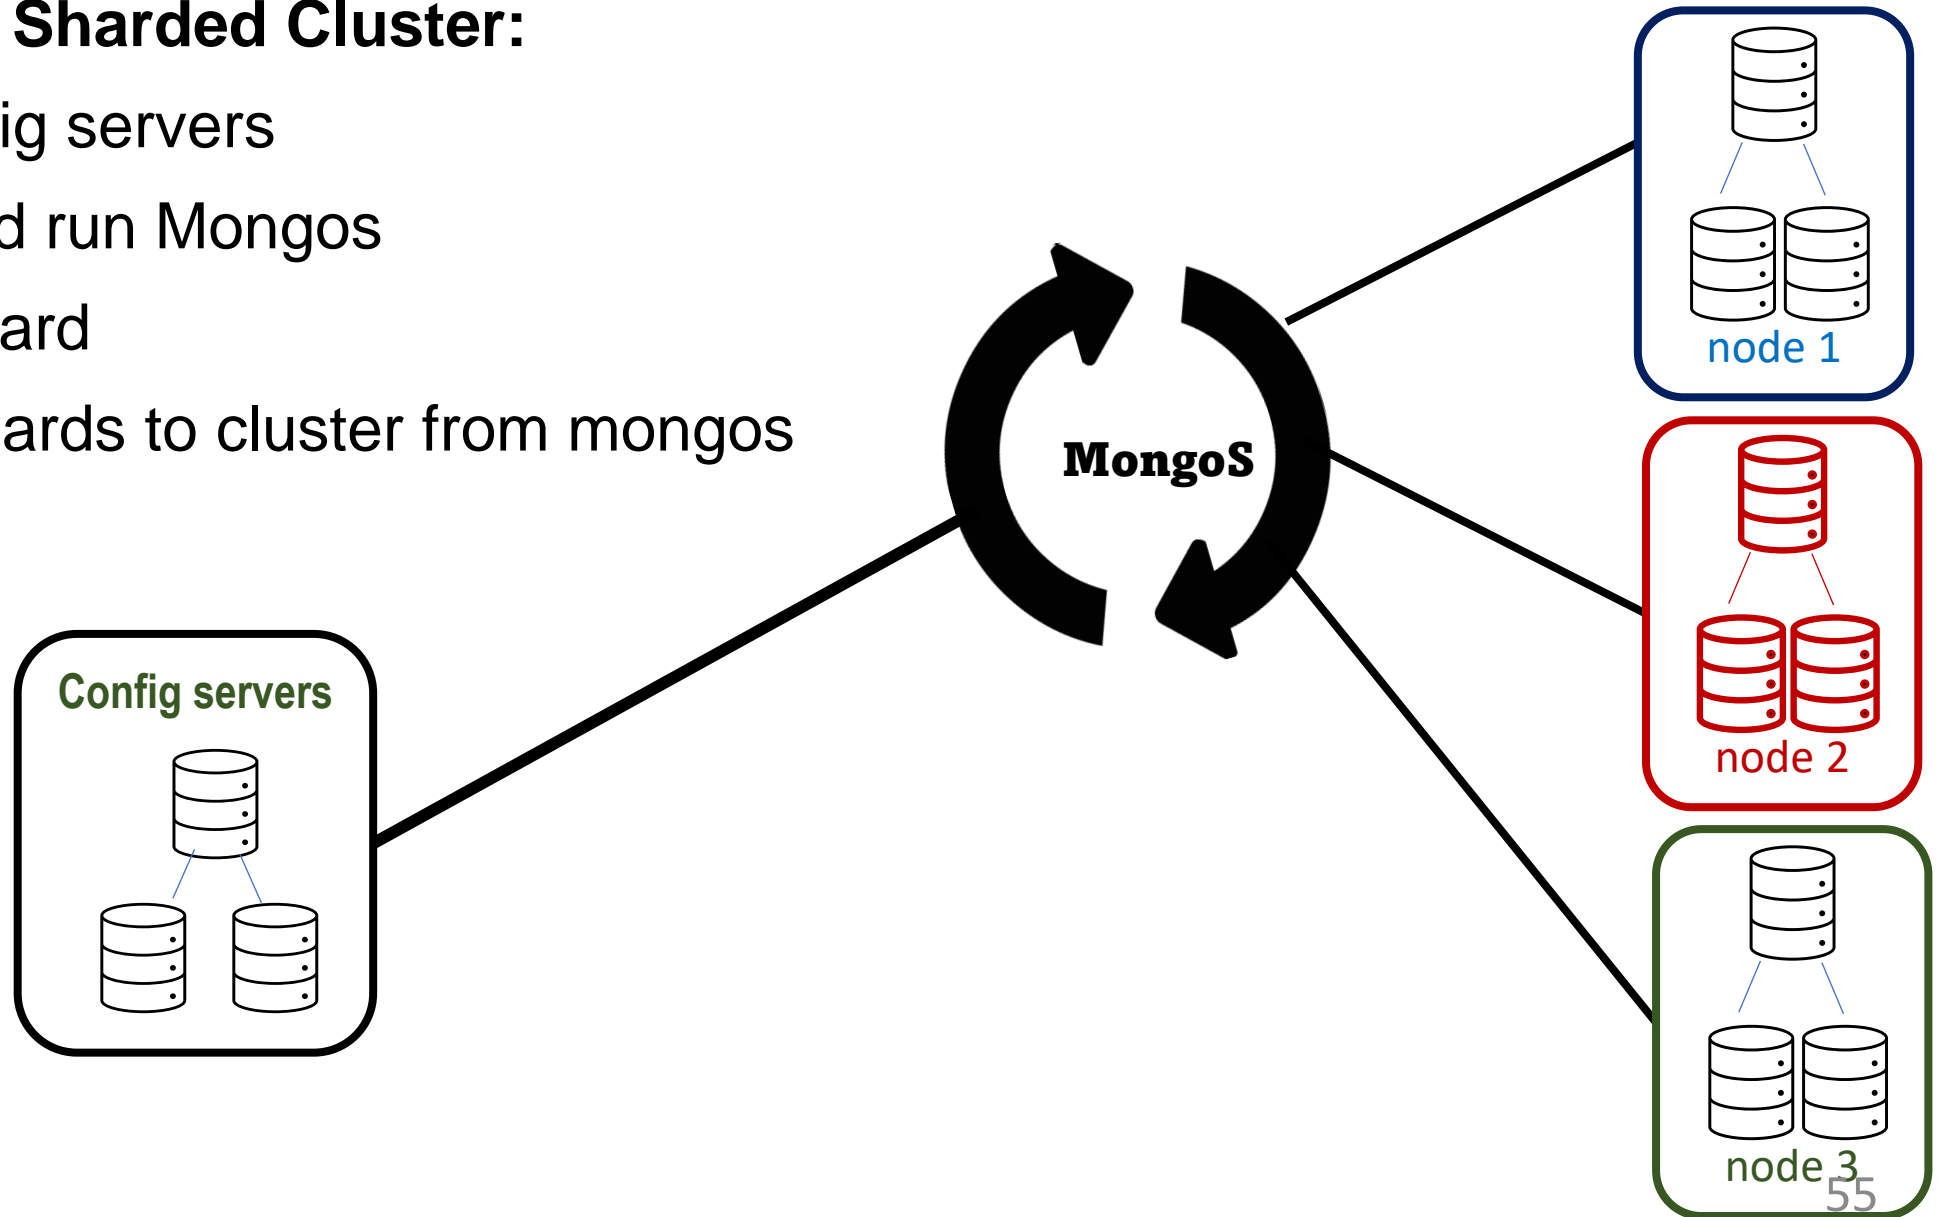 Sharded Cluster:
ig servers
d run Mongos
ard
ards to cluster from mongos
MongoS
Config servers
node 1
node 2
node 3
55